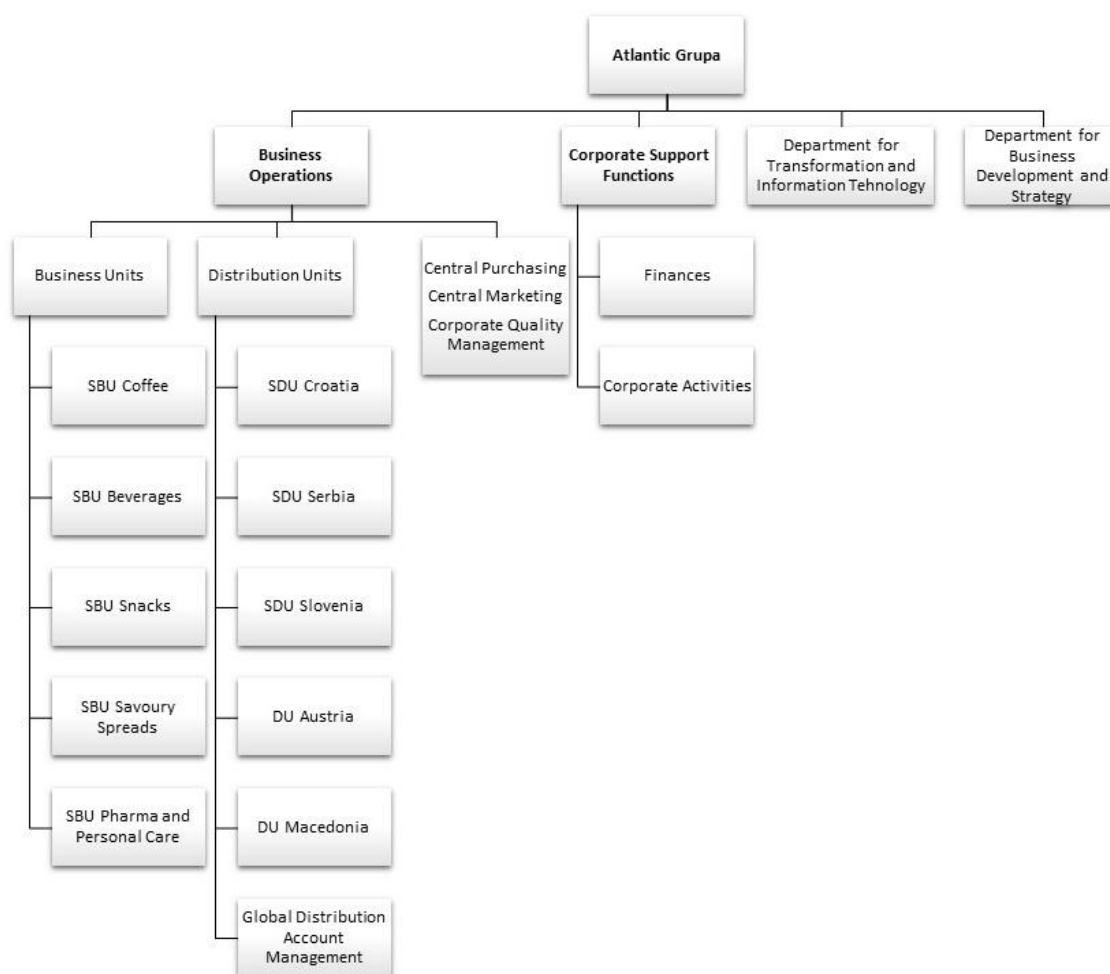 Atlantic Grupa
Business
Operations
Corporate Support
Functions
Department for
Transformation and
Information Tehnology
Department for
Business
Development and
Strategy
Business Units
Distribution Units
Central Purchasing
Central Marketing
Corporate Quality
Management
Finances
Corporate Activities
SBU Coffee
SBU Beverages
SBU Snacks
SBU Savoury
Spreads
SBU Pharma and
Personal Care
SDU Croatia
SDU Serbia
SDU Slovenia
DU Austria
DU Macedonia
Global Distribution
Account
Management